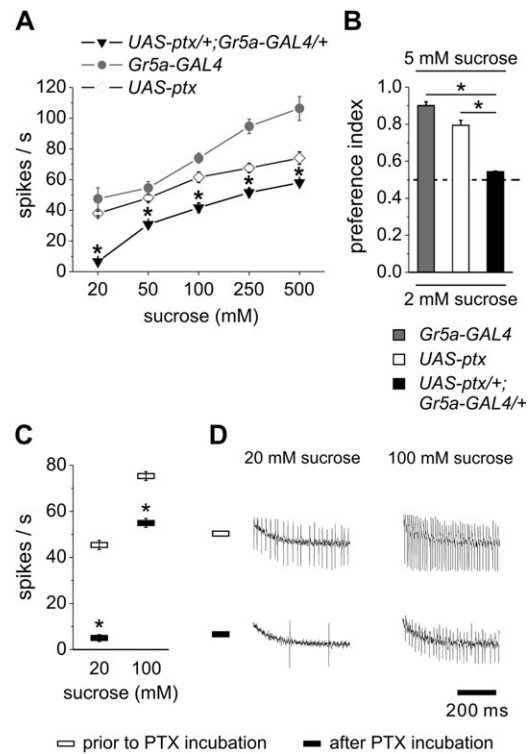 A
UAS-ptx/+;Gr5a-GAL4/+
Gr5a-GAL4
UAS-ptx
spikes / s
120
100
80
60
40
20
0
* * * * *
20 50 100 250 500
sucrose (mM)
B
5 mM sucrose
preference index
1.0
0.8
0.6
0.4
0.2
0.0
*
*
2 mM sucrose
Gr5a-GAL4
UAS-ptx
UAS-ptx/+;
Gr5a-GAL4/+
C
spikes / s
80
60
40
20
0
*
*
20 100
sucrose (mM)
D
20 mM sucrose 100 mM sucrose
200 ms
prior to PTX incubation after PTX incubation